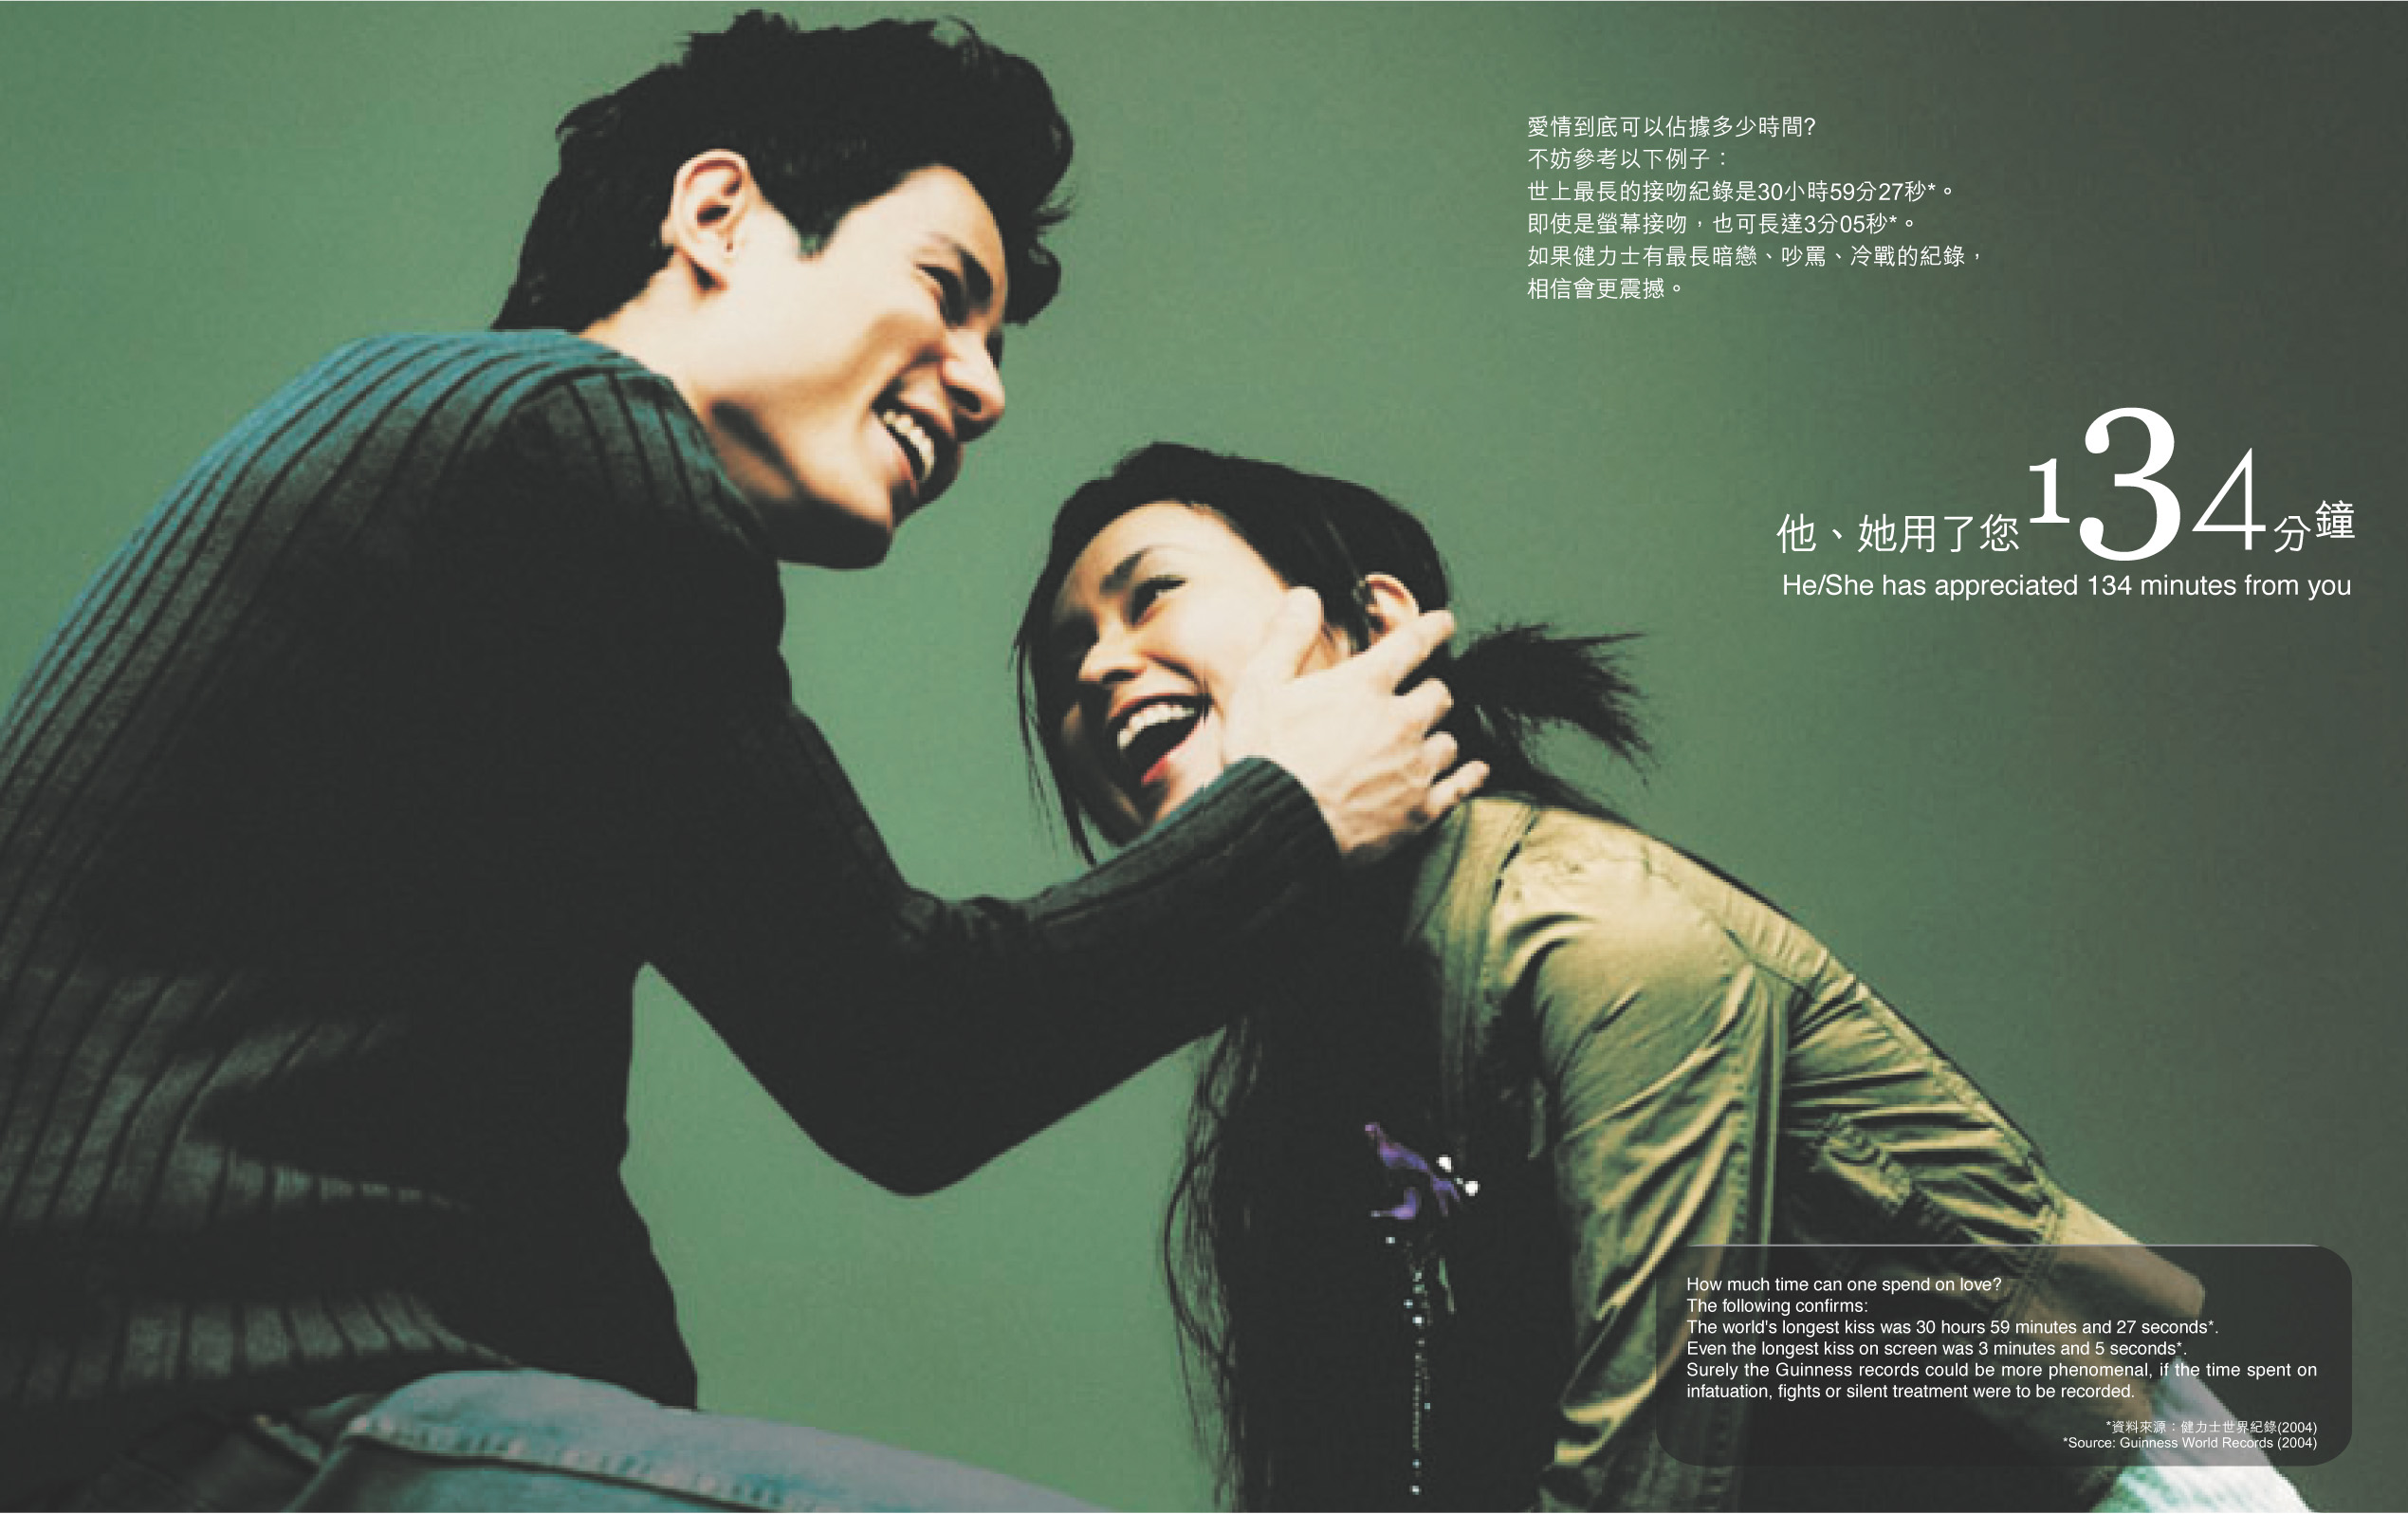 愛情到底可以佔據多少時間?
不妨參考以下例子：
世上最長的接吻紀錄是30小時59分27秒*。
即使是螢幕接吻，也可長達3分05秒*。
如果健力士有最長暗戀、吵罵、冷戰的紀錄，
相信會更震撼。
他、她用了您134分鐘
He/She has appreciated 134 minutes from you
How much time can one spend on love?
The following confirms:
The world's longest kiss was 30 hours 59 minutes and 27 seconds*.
Even the longest kiss on screen was 3 minutes and 5 seconds*.
Surely the Guinness records could be more phenomenal, if the time spent on
infatuation, fights or silent treatment were to be recorded.
*資料來源：健力士世界紀錄(2004)
*Source: Guinness World Records (2004)